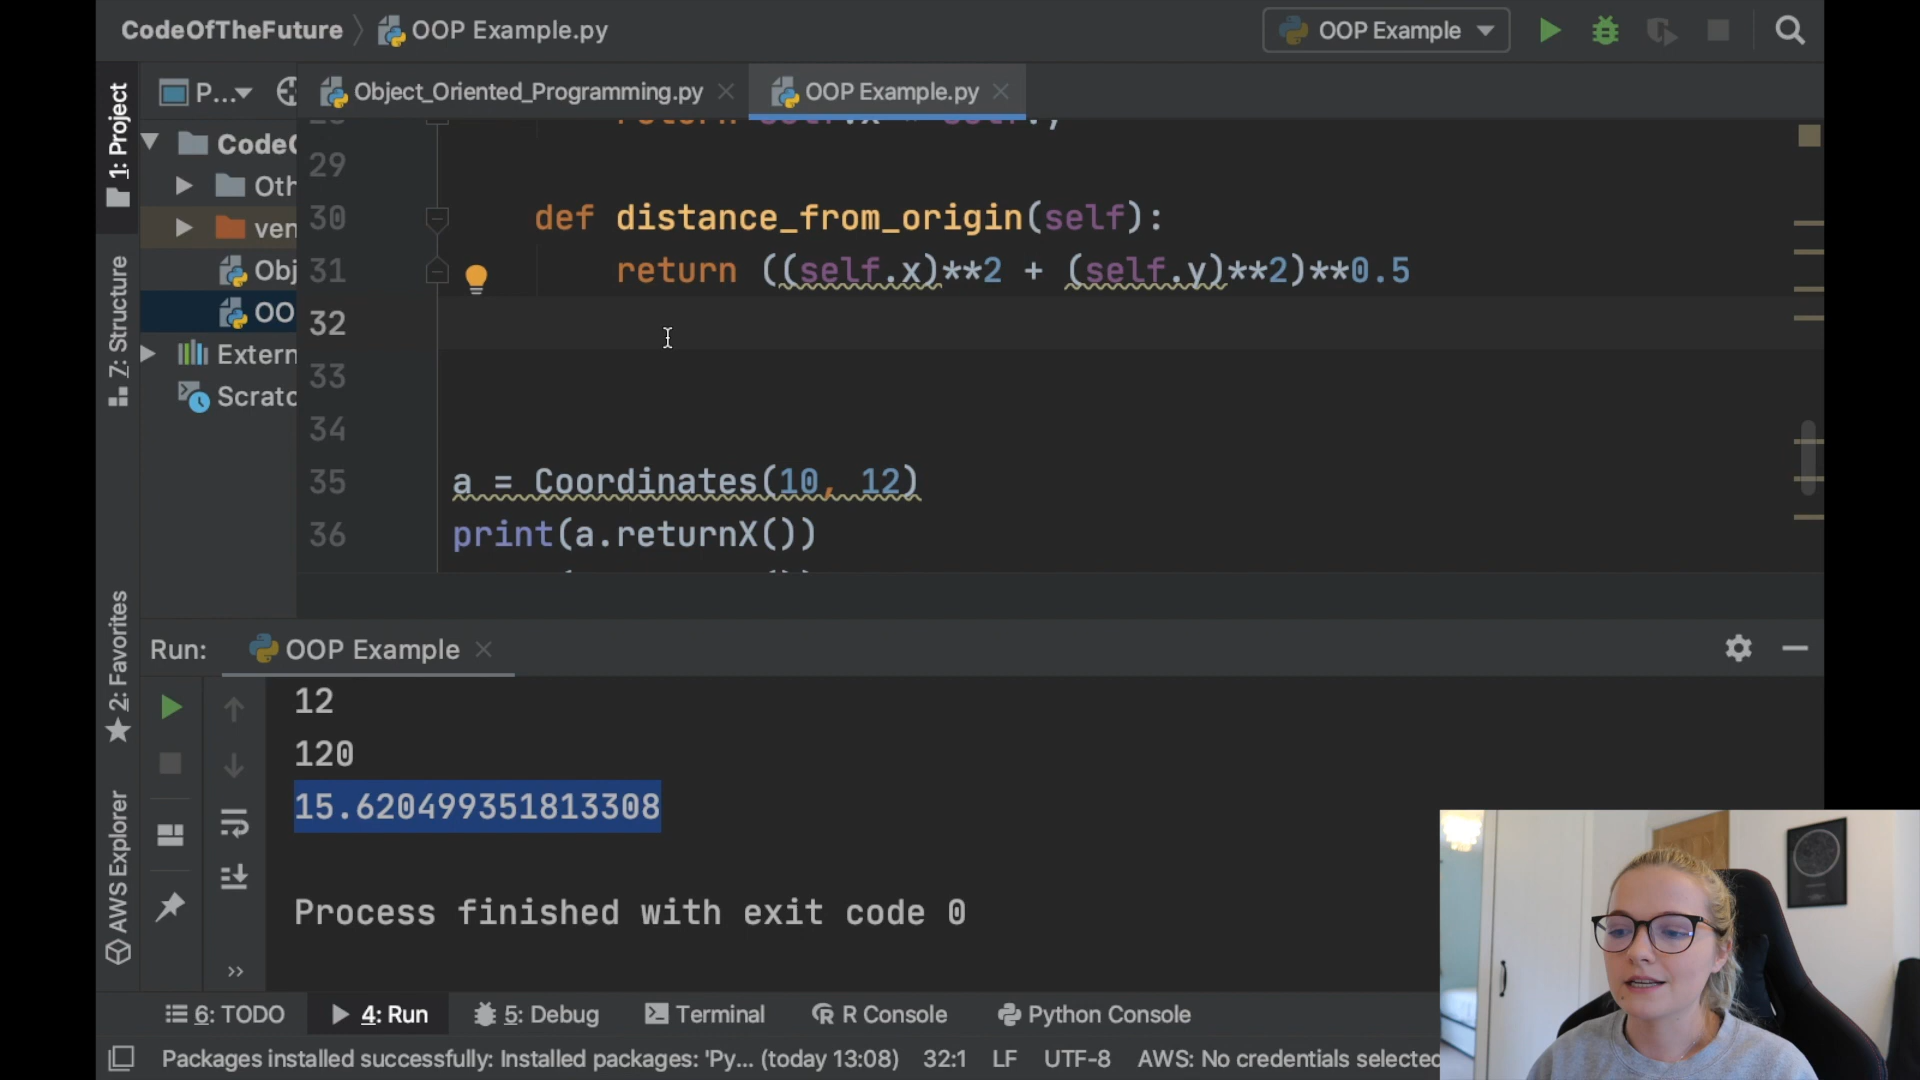 CodeOfTheFuture
OOP Example.py
OOP Example
1: Project
P...
Object_Oriented_Programming.py
OOP Example.py
CodeO
Oth
ven
Obj
OO
Extern
Scratc
Z: Structure
2: Favorites
AWS Explorer
29
30 def distance_from_origin(self):
31 return ((self.x)**2 + (self.y)**2)**0.5
32
33
34
35 a = Coordinates(10, 12)
36 print(a.returnX())
Run: OOP Example
12
120
15.620499351813308
Process finished with exit code 0
6: TODO 4: Run 5: Debug Terminal R Console Python Console
Packages installed successfully: Installed packages: 'Py... (today 13:08) 32:1 LF UTF-8 AWS: No credentials selected